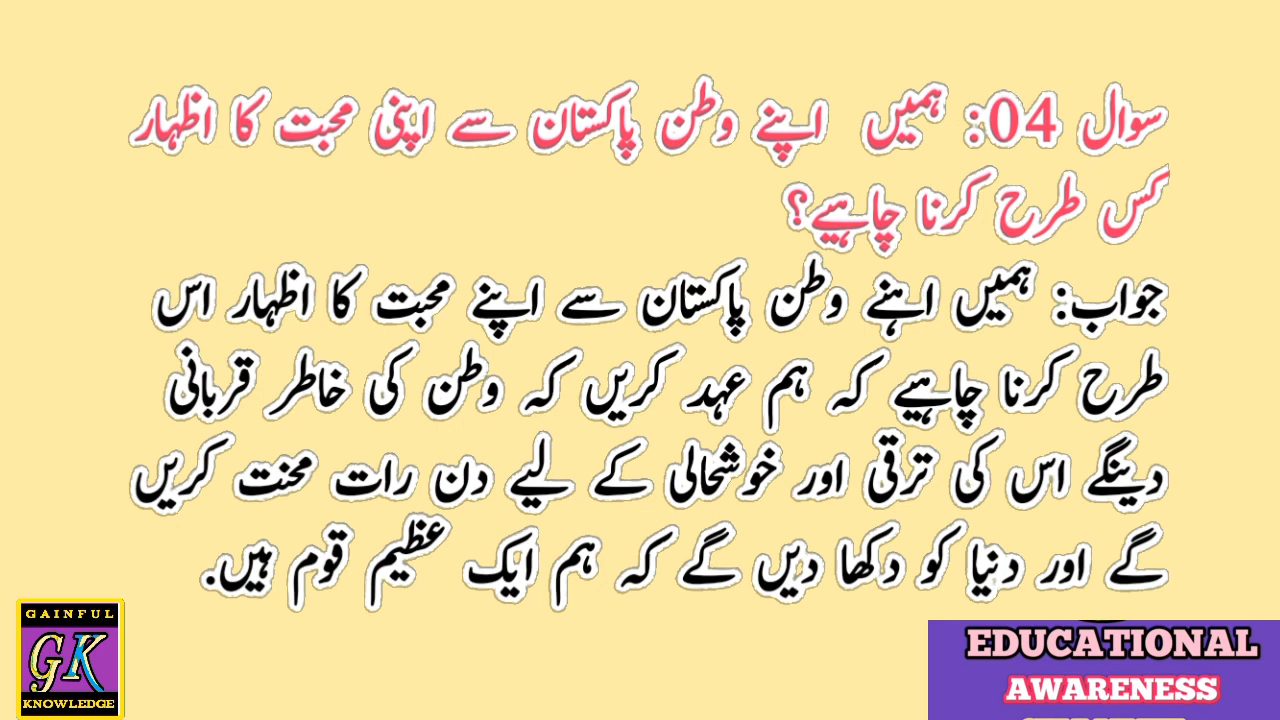 سوال 04: ہمیں اپنے وطن پاکستان سے اپنی محبت کا اظہار
کس طرح کرنا چاہیے؟
جواب: ہمیں اہنے وطن پاکستان سے اپنے محبت کا اظہار اس
طرح کرنا چاہیے کہ ہم عہد کریں کہ وطن کی خاطر قربانی
دینگے اس کی ترقی اور خوشحالی کے لیے دن رات محنت کریں
گے اور دنیا کو دکھا دیں گے کہ ہم ایک عظیم قوم ہیں.
GAINFUL
GK
KNOWLEDGE
EDUCATIONAL
AWARENESS